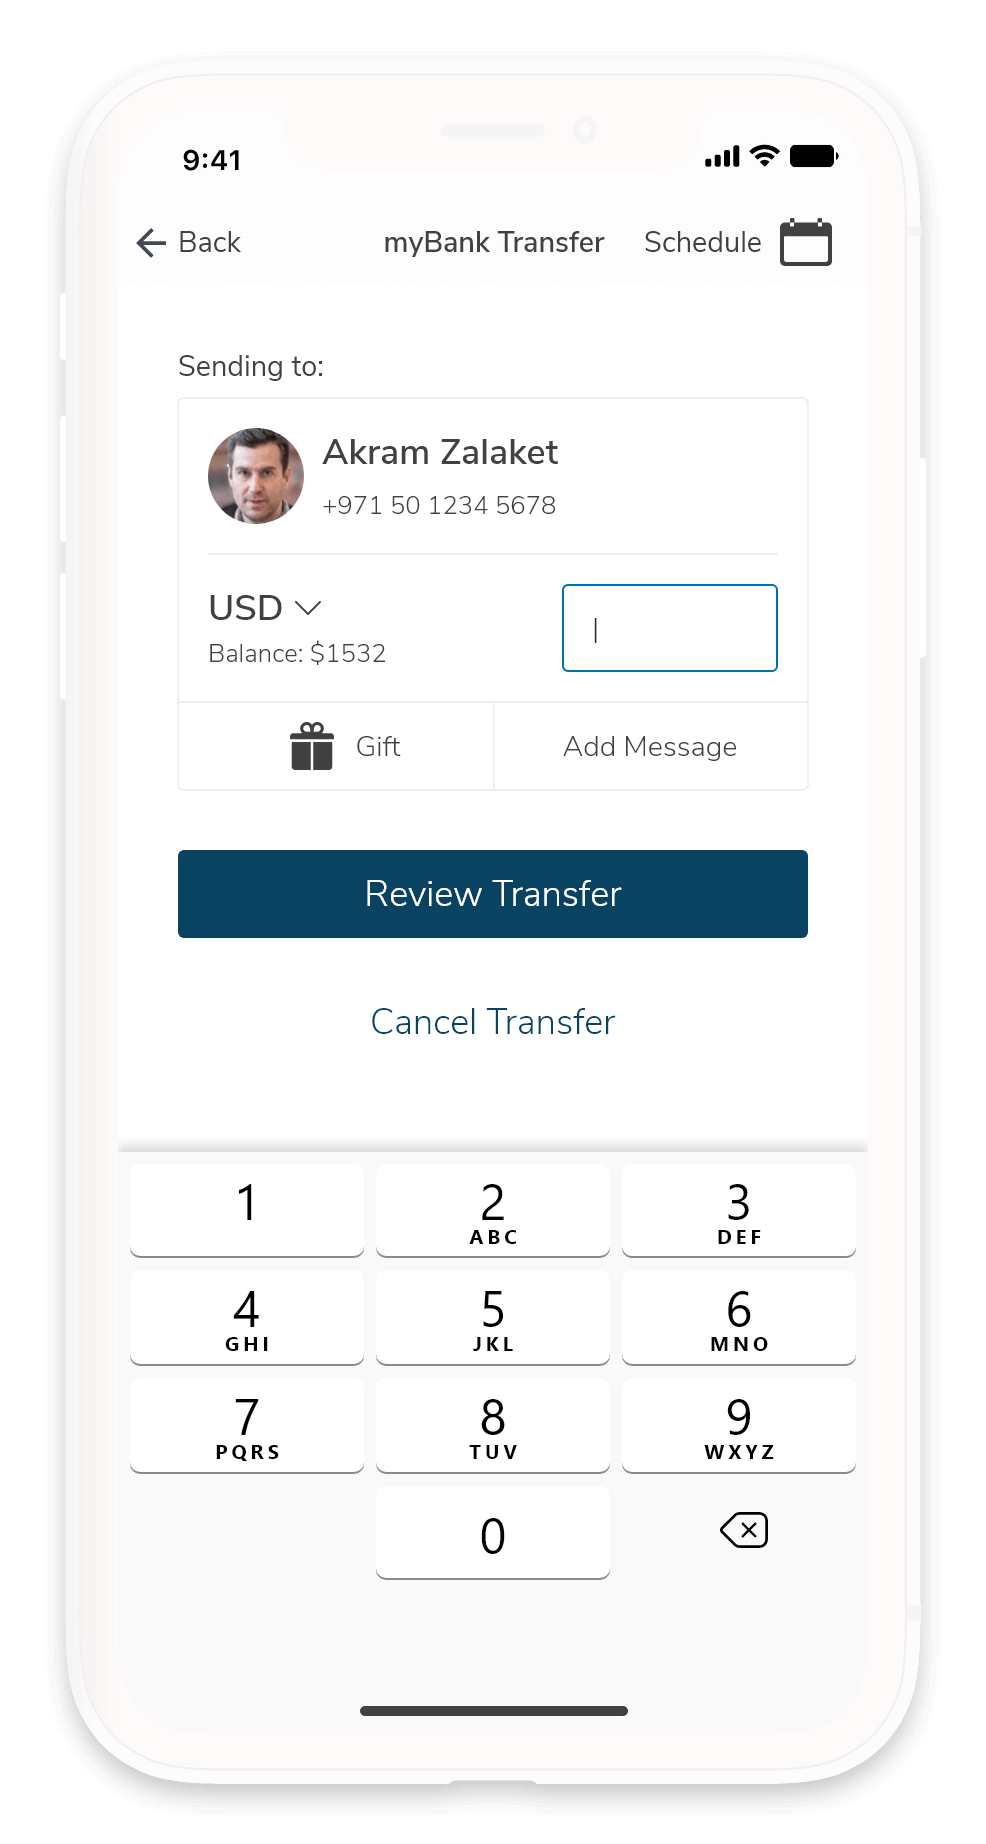 9:41
Back
myBank Transfer
Schedule
Sending to:
Akram Zalaket
+971 50 1234 5678
USD
Balance: $1532
Gift
Add Message
Review Transfer
Cancel Transfer
1
2
ABC
3
DEF
4
GHI
5
JKL
6
MNO
7
PQRS
8
TUV
9
WXYZ
0